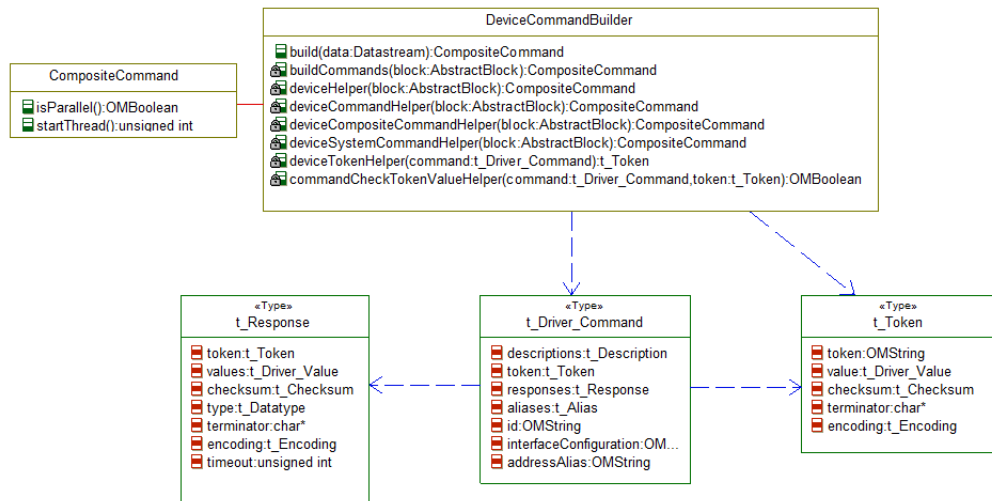 DeviceCommandBuilder
build(data:Datastream):CompositeCommand
buildCommands(block:AbstractBlock):CompositeCommand
deviceHelper(block:AbstractBlock):CompositeCommand
deviceCommandHelper(block:AbstractBlock):CompositeCommand
deviceCompositeCommandHelper(block:AbstractBlock):CompositeCommand
deviceSystemCommandHelper(block:AbstractBlock):CompositeCommand
deviceTokenHelper(command:t_Driver_Command):t_Token
commandCheckTokenValueHelper(command:t_Driver_Command,token:t_Token):OMBoolean
CompositeCommand
isParallel():OMBoolean
startThread():unsigned int
«Type»
t_Response
token:t_Token
values:t_Driver_Value
checksum:t_Checksum
type:t_Datatype
terminator:char*
encoding:t_Encoding
timeout:unsigned int
«Type»
t_Driver_Command
descriptions:t_Description
token:t_Token
responses:t_Response
aliases:t_Alias
id:OMString
interfaceConfiguration:OM...
addressAlias:OMString
«Type»
t_Token
token:OMString
value:t_Driver_Value
checksum:t_Checksum
terminator:char*
encoding:t_Encoding